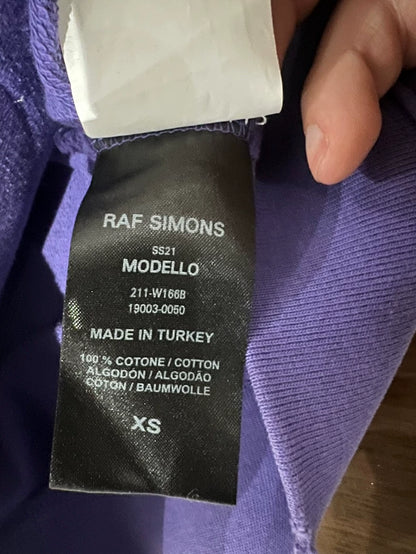 RAF SIMONS
SS21
MODELLO
211-W166B
19003-0050
MADE IN TURKEY
100 % COTONE / COTTON
ALGODÓN / ALGODÃO
COTON / BAUMWOLLE
XS